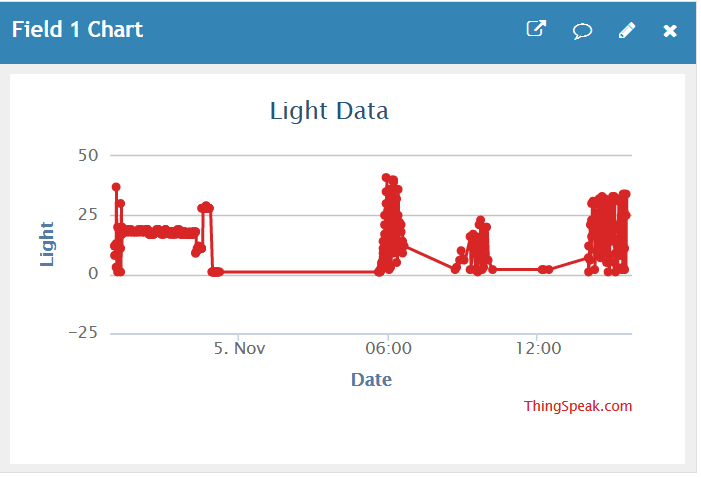 Field 1 Chart
Light Data
50
25
0
−25
Light
5. Nov
06:00
12:00
Date
ThingSpeak.com